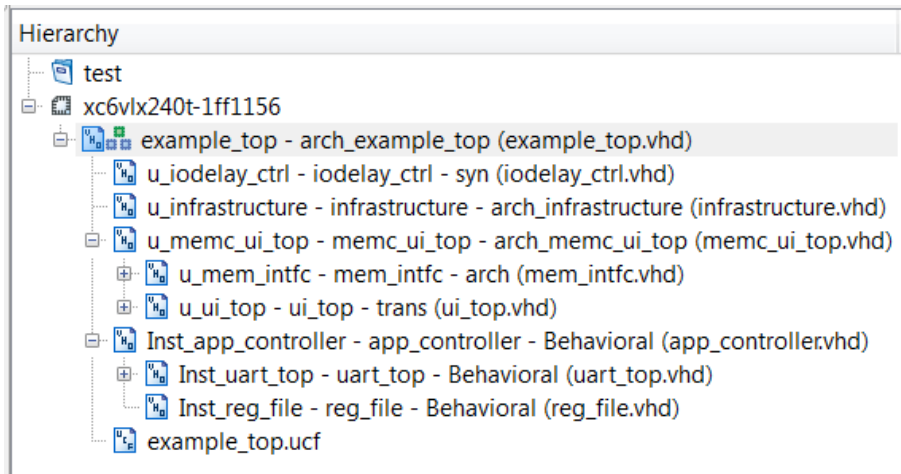 Hierarchy
test
xc6vlx240t-1ff1156
example_top - arch_example_top (example_top.vhd)
u_iodelay_ctrl - iodelay_ctrl - syn (iodelay_ctrl.vhd)
u_infrastructure - infrastructure - arch_infrastructure (infrastructure.vhd)
u_memc_ui_top - memc_ui_top - arch_memc_ui_top (memc_ui_top.vhd)
u_mem_intfc - mem_intfc - arch (mem_intfc.vhd)
u_ui_top - ui_top - trans (ui_top.vhd)
Inst_app_controller - app_controller - Behavioral (app_controller.vhd)
Inst_uart_top - uart_top - Behavioral (uart_top.vhd)
Inst_reg_file - reg_file - Behavioral (reg_file.vhd)
example_top.ucf